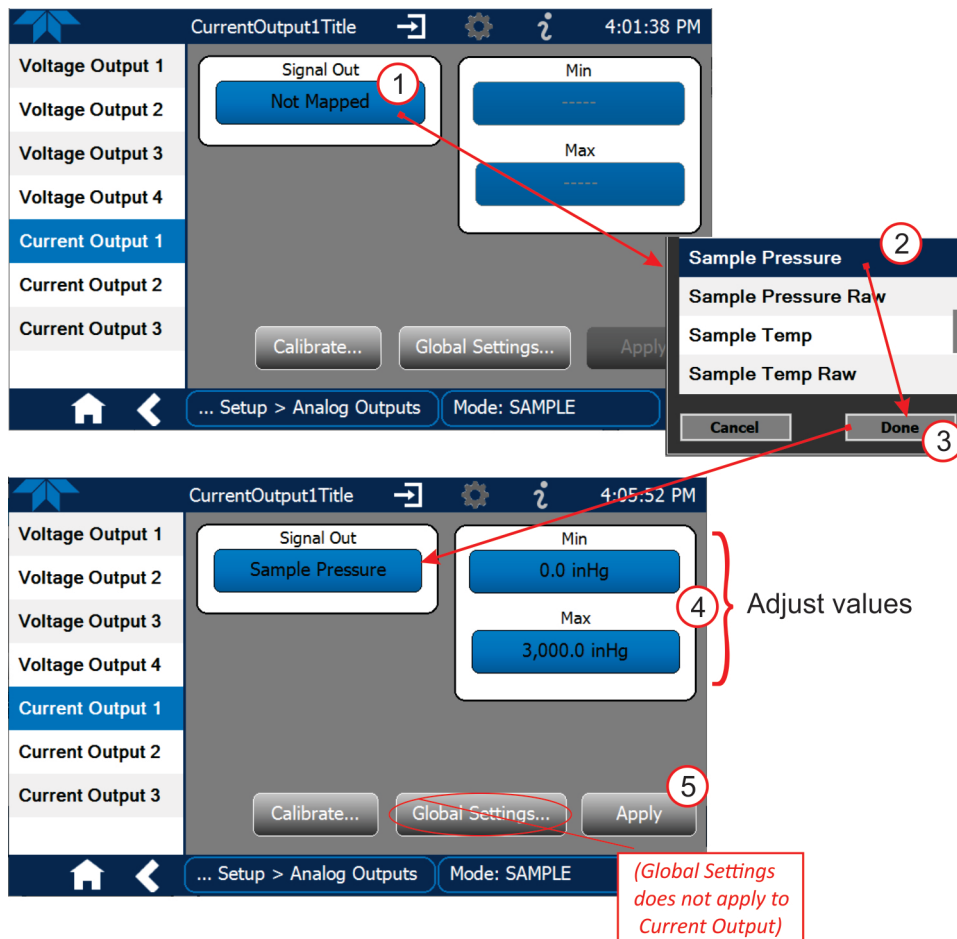 CurrentOutput1Title 4:01:38 PM
Voltage Output 1
Voltage Output 2
Voltage Output 3
Voltage Output 4
Current Output 1
Current Output 2
Current Output 3
Signal Out
Not Mapped
1
Min
-----
Max
-----
Calibrate...
Global Settings...
Apply
... Setup > Analog Outputs
Mode: SAMPLE
2
Sample Pressure
Sample Pressure Raw
Sample Temp
Sample Temp Raw
Cancel
Done
3
CurrentOutput1Title 4:05:52 PM
Voltage Output 1
Voltage Output 2
Voltage Output 3
Voltage Output 4
Current Output 1
Current Output 2
Current Output 3
Signal Out
Sample Pressure
Min
0.0 inHg
Max
3,000.0 inHg
4
Adjust values
Calibrate...
Global Settings...
Apply
5
... Setup > Analog Outputs
Mode: SAMPLE
(Global Settings
does not apply to
Current Output)